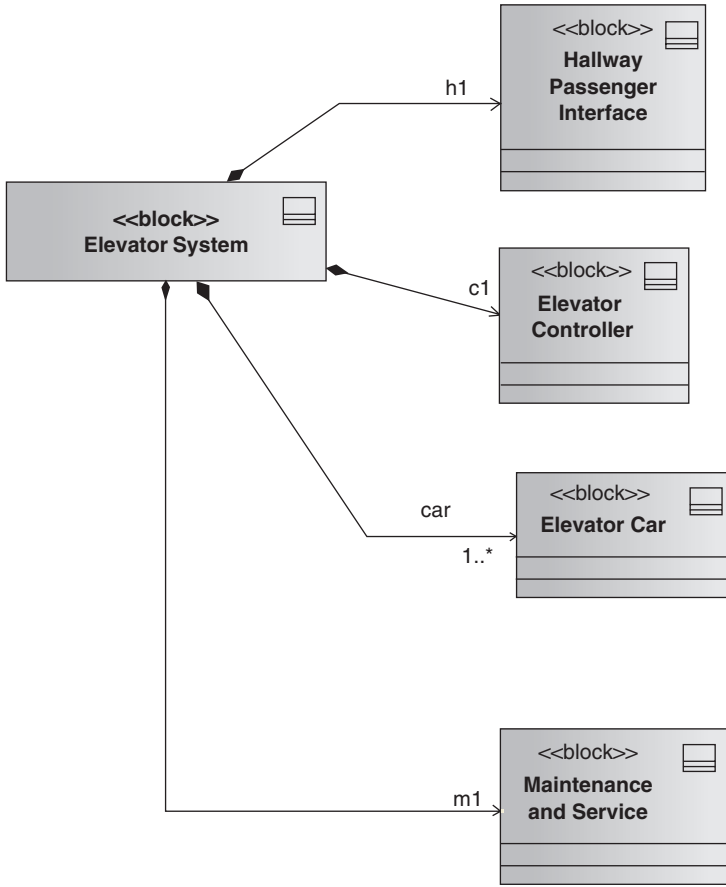 <<block>>
Hallway
Passenger
Interface
h1
<<block>>
Elevator System
<<block>>
Elevator
Controller
c1
<<block>>
Elevator Car
car
1..*
<<block>>
Maintenance
and Service
m1